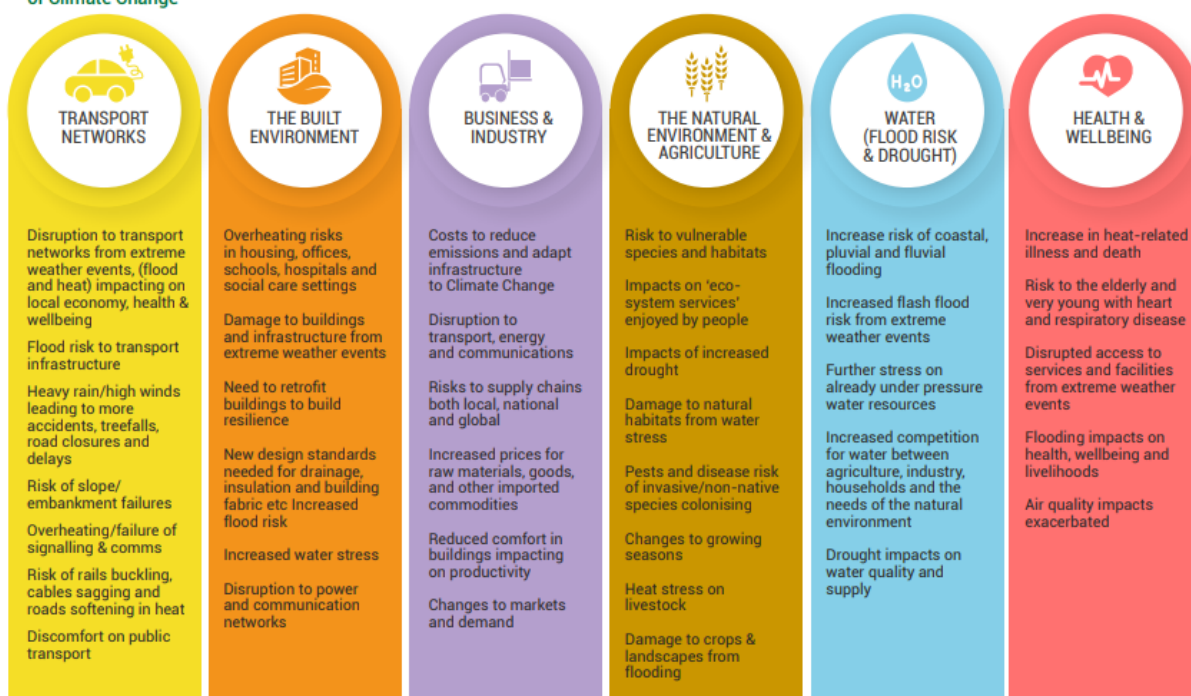 of Climate Change
TRANSPORT
NETWORKS
Disruption to transport
networks from extreme
weather events, (flood
and heat) impacting on
local economy, health &
wellbeing
Flood risk to transport
infrastructure
Heavy rain/high winds
leading to more
accidents, treefalls,
road closures and
delays
Risk of slope/
embankment failures
Overheating/failure of
signalling & comms
Risk of rails buckling,
cables sagging and
roads softening in heat
Discomfort on public
transport
THE BUILT
ENVIRONMENT
Overheating risks
in housing, offices,
schools, hospitals and
social care settings
Damage to buildings
and infrastructure from
extreme weather events
Need to retrofit
buildings to build
resilience
New design standards
needed for drainage,
insulation and building
fabric etc Increased
flood risk
Increased water stress
Disruption to power
and communication
networks
BUSINESS &
INDUSTRY
Costs to reduce
emissions and adapt
infrastructure
to Climate Change
Disruption to
transport, energy
and communications
Risks to supply chains
both local, national
and global
Increased prices for
raw materials, goods,
and other imported
commodities
Reduced comfort in
buildings impacting
on productivity
Changes to markets
and demand
THE NATURAL
ENVIRONMENT &
AGRICULTURE
Risk to vulnerable
species and habitats
Impacts on ‘eco-
system services’
enjoyed by people
Impacts of increased
drought
Damage to natural
habitats from water
stress
Pests and disease risk
of invasive/non-native
species colonising
Changes to growing
seasons
Heat stress on
livestock
Damage to crops &
landscapes from
flooding
H₂O
WATER
(FLOOD RISK
& DROUGHT)
Increase risk of coastal,
pluvial and fluvial
flooding
Increased flash flood
risk from extreme
weather events
Further stress on
already under pressure
water resources
Increased competition
for water between
agriculture, industry,
households and the
needs of the natural
environment
Drought impacts on
water quality and
supply
HEALTH &
WELLBEING
Increase in heat-related
illness and death
Risk to the elderly and
very young with heart
and respiratory disease
Disrupted access to
services and facilities
from extreme weather
events
Flooding impacts on
health, wellbeing and
livelihoods
Air quality impacts
exacerbated